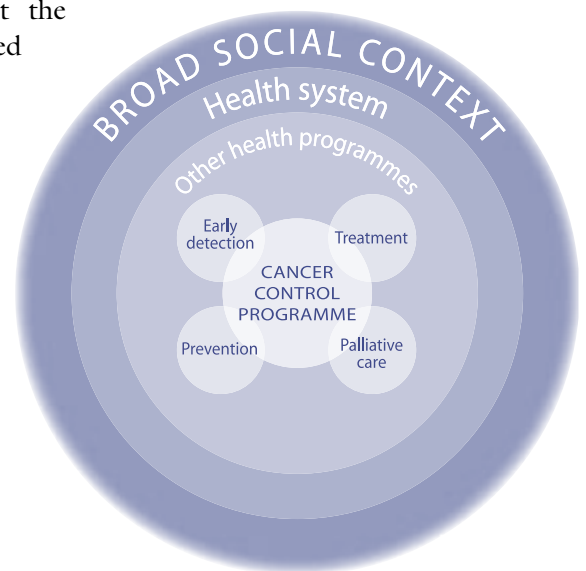 t the
ed
BROAD SOCIAL CONTEXT
Health system
Other health programmes
Early
detection
Treatment
CANCER
CONTROL
PROGRAMME
Prevention
Palliative
care